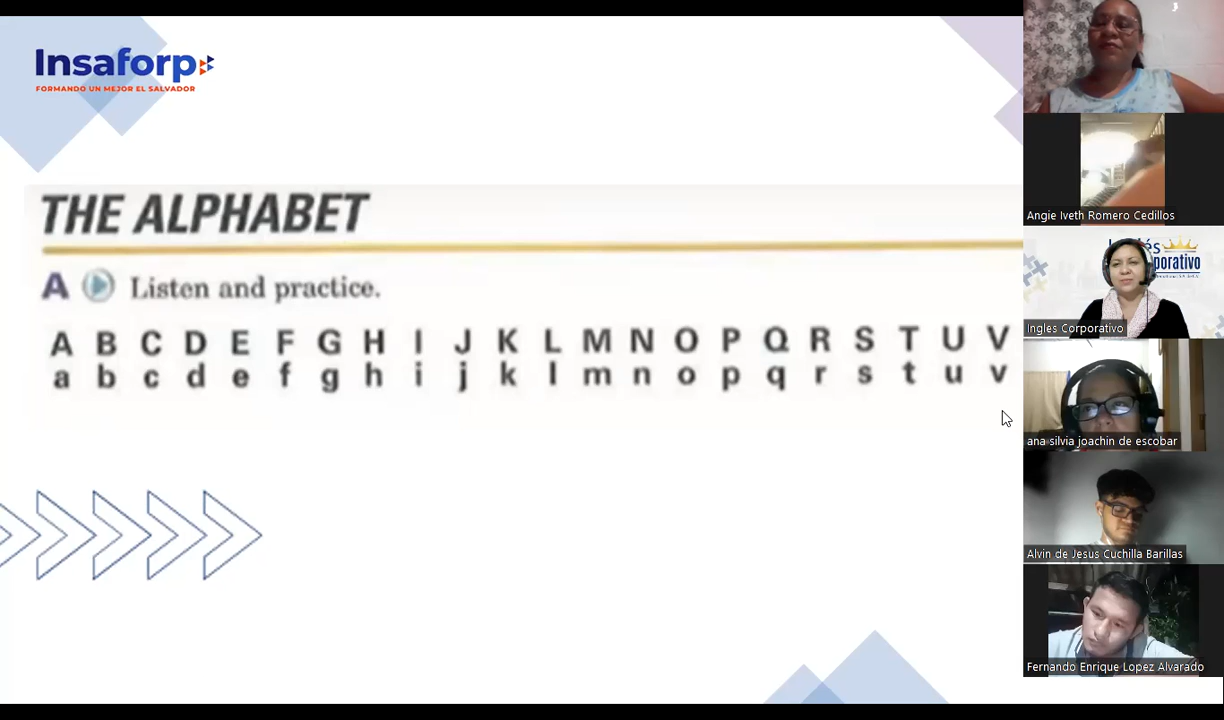 Insaforp
FORMANDO UN MEJOR EL SALVADOR
THE ALPHABET
A Listen and practice.
A B C D E F G H I J K L M N O P Q R S T U V
a b c d e f g h i j k l m n o p q r s t u v
Angie Iveth Romero Cedillos
porativo
Ingles Corporativo
ana silvia joachin de escobar
Alvin de Jesus Cuchilla Barillas
Fernando Enrique Lopez Alvarado